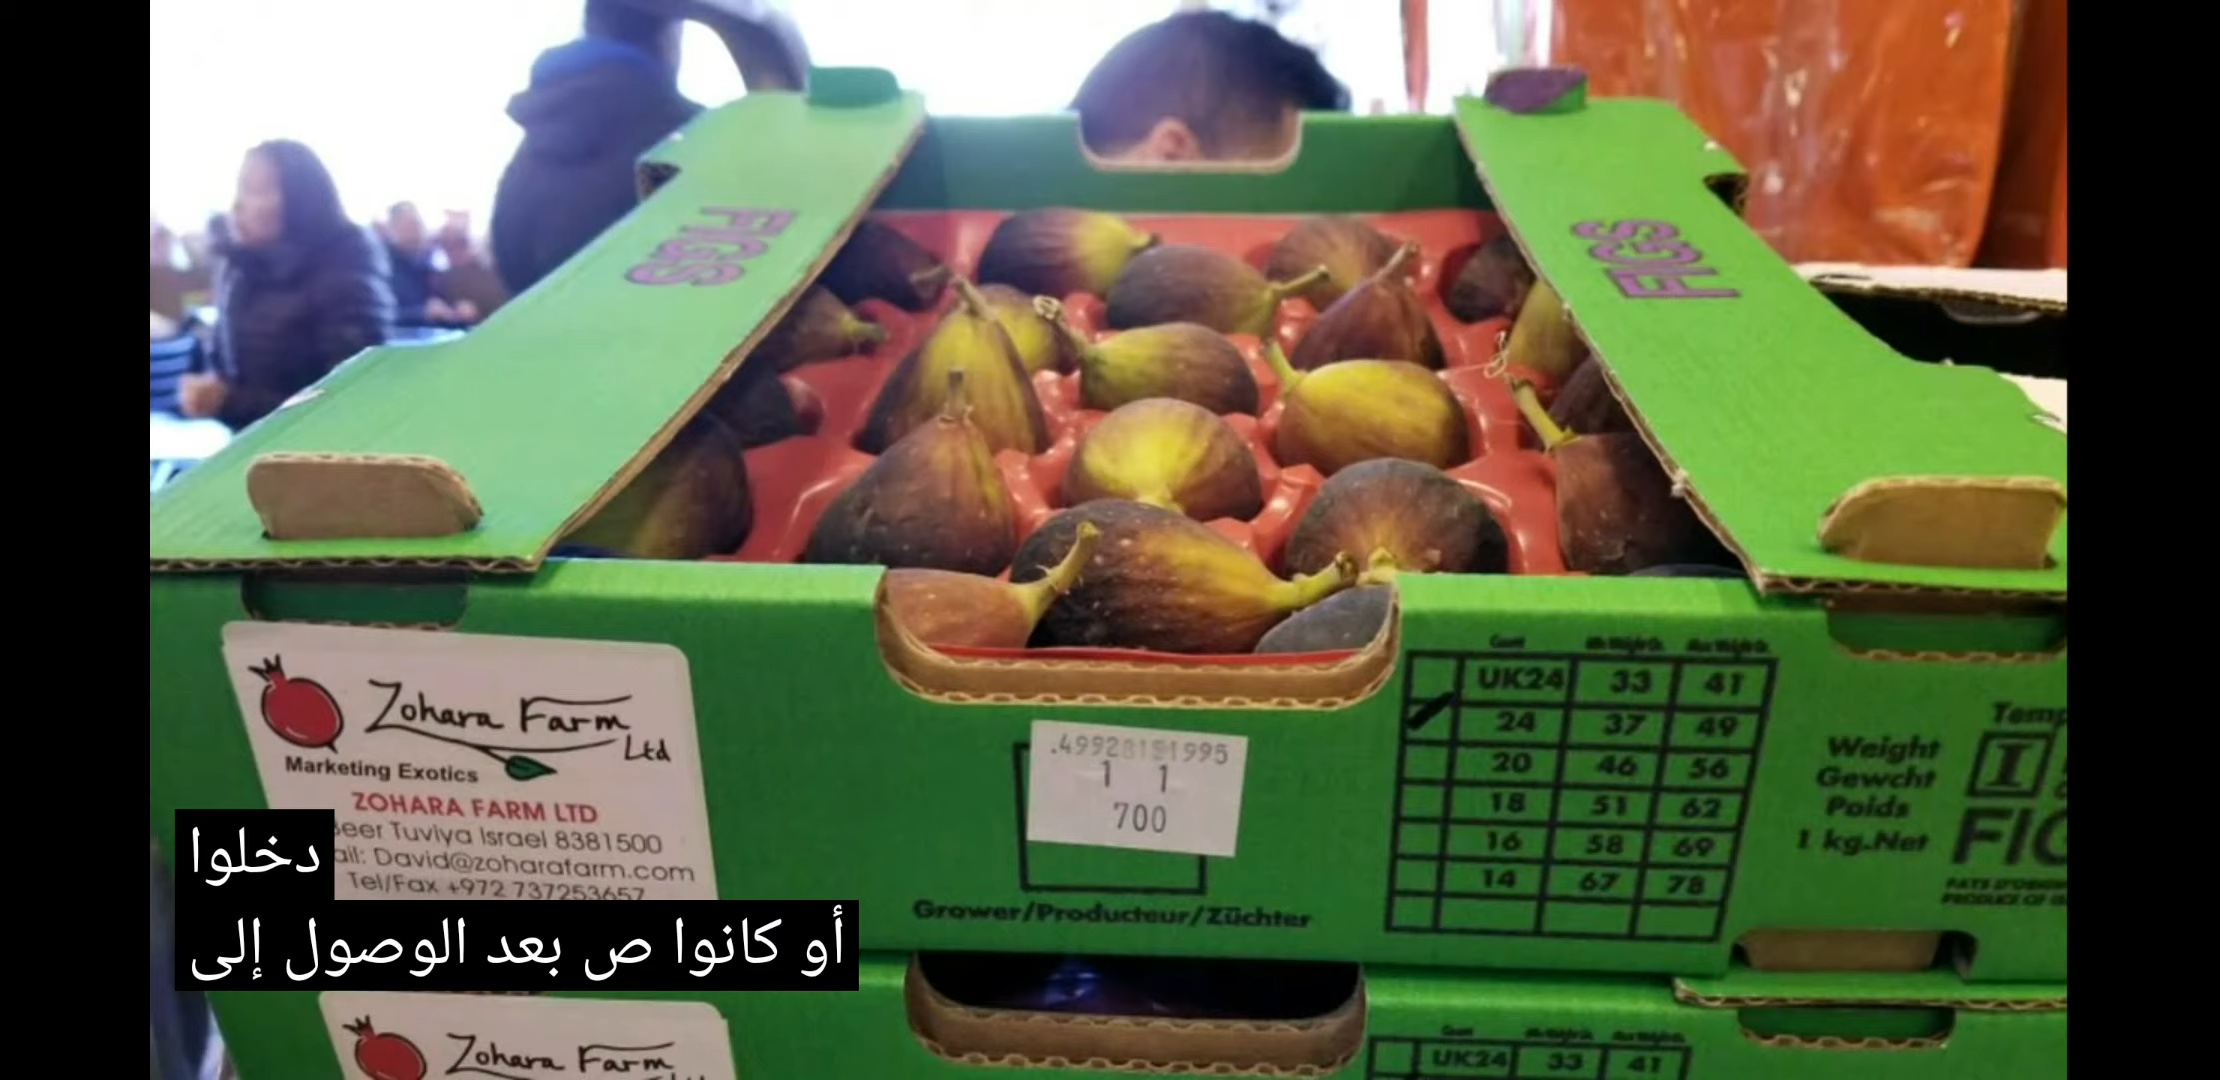 FIGS
FIGS
Zohara Farm
Ltd
Marketing Exotics
ZOHARA FARM LTD
Beer Tuviya Israel 8381500
ail: David@zoharafarm.com
Tel/Fax +972 737253657
1 1
700
Grower/Producteur/Züchter
UK24 33 41
24 37 49
20 46 56
18 51 62
16 58 69
14 67 78
Weight
Gewcht
Poids
1 kg.Net
Temp
I
FIG
دخلوا
أو كانوا ص بعد الوصول إلى
Zohara Farm
UK24 33 41